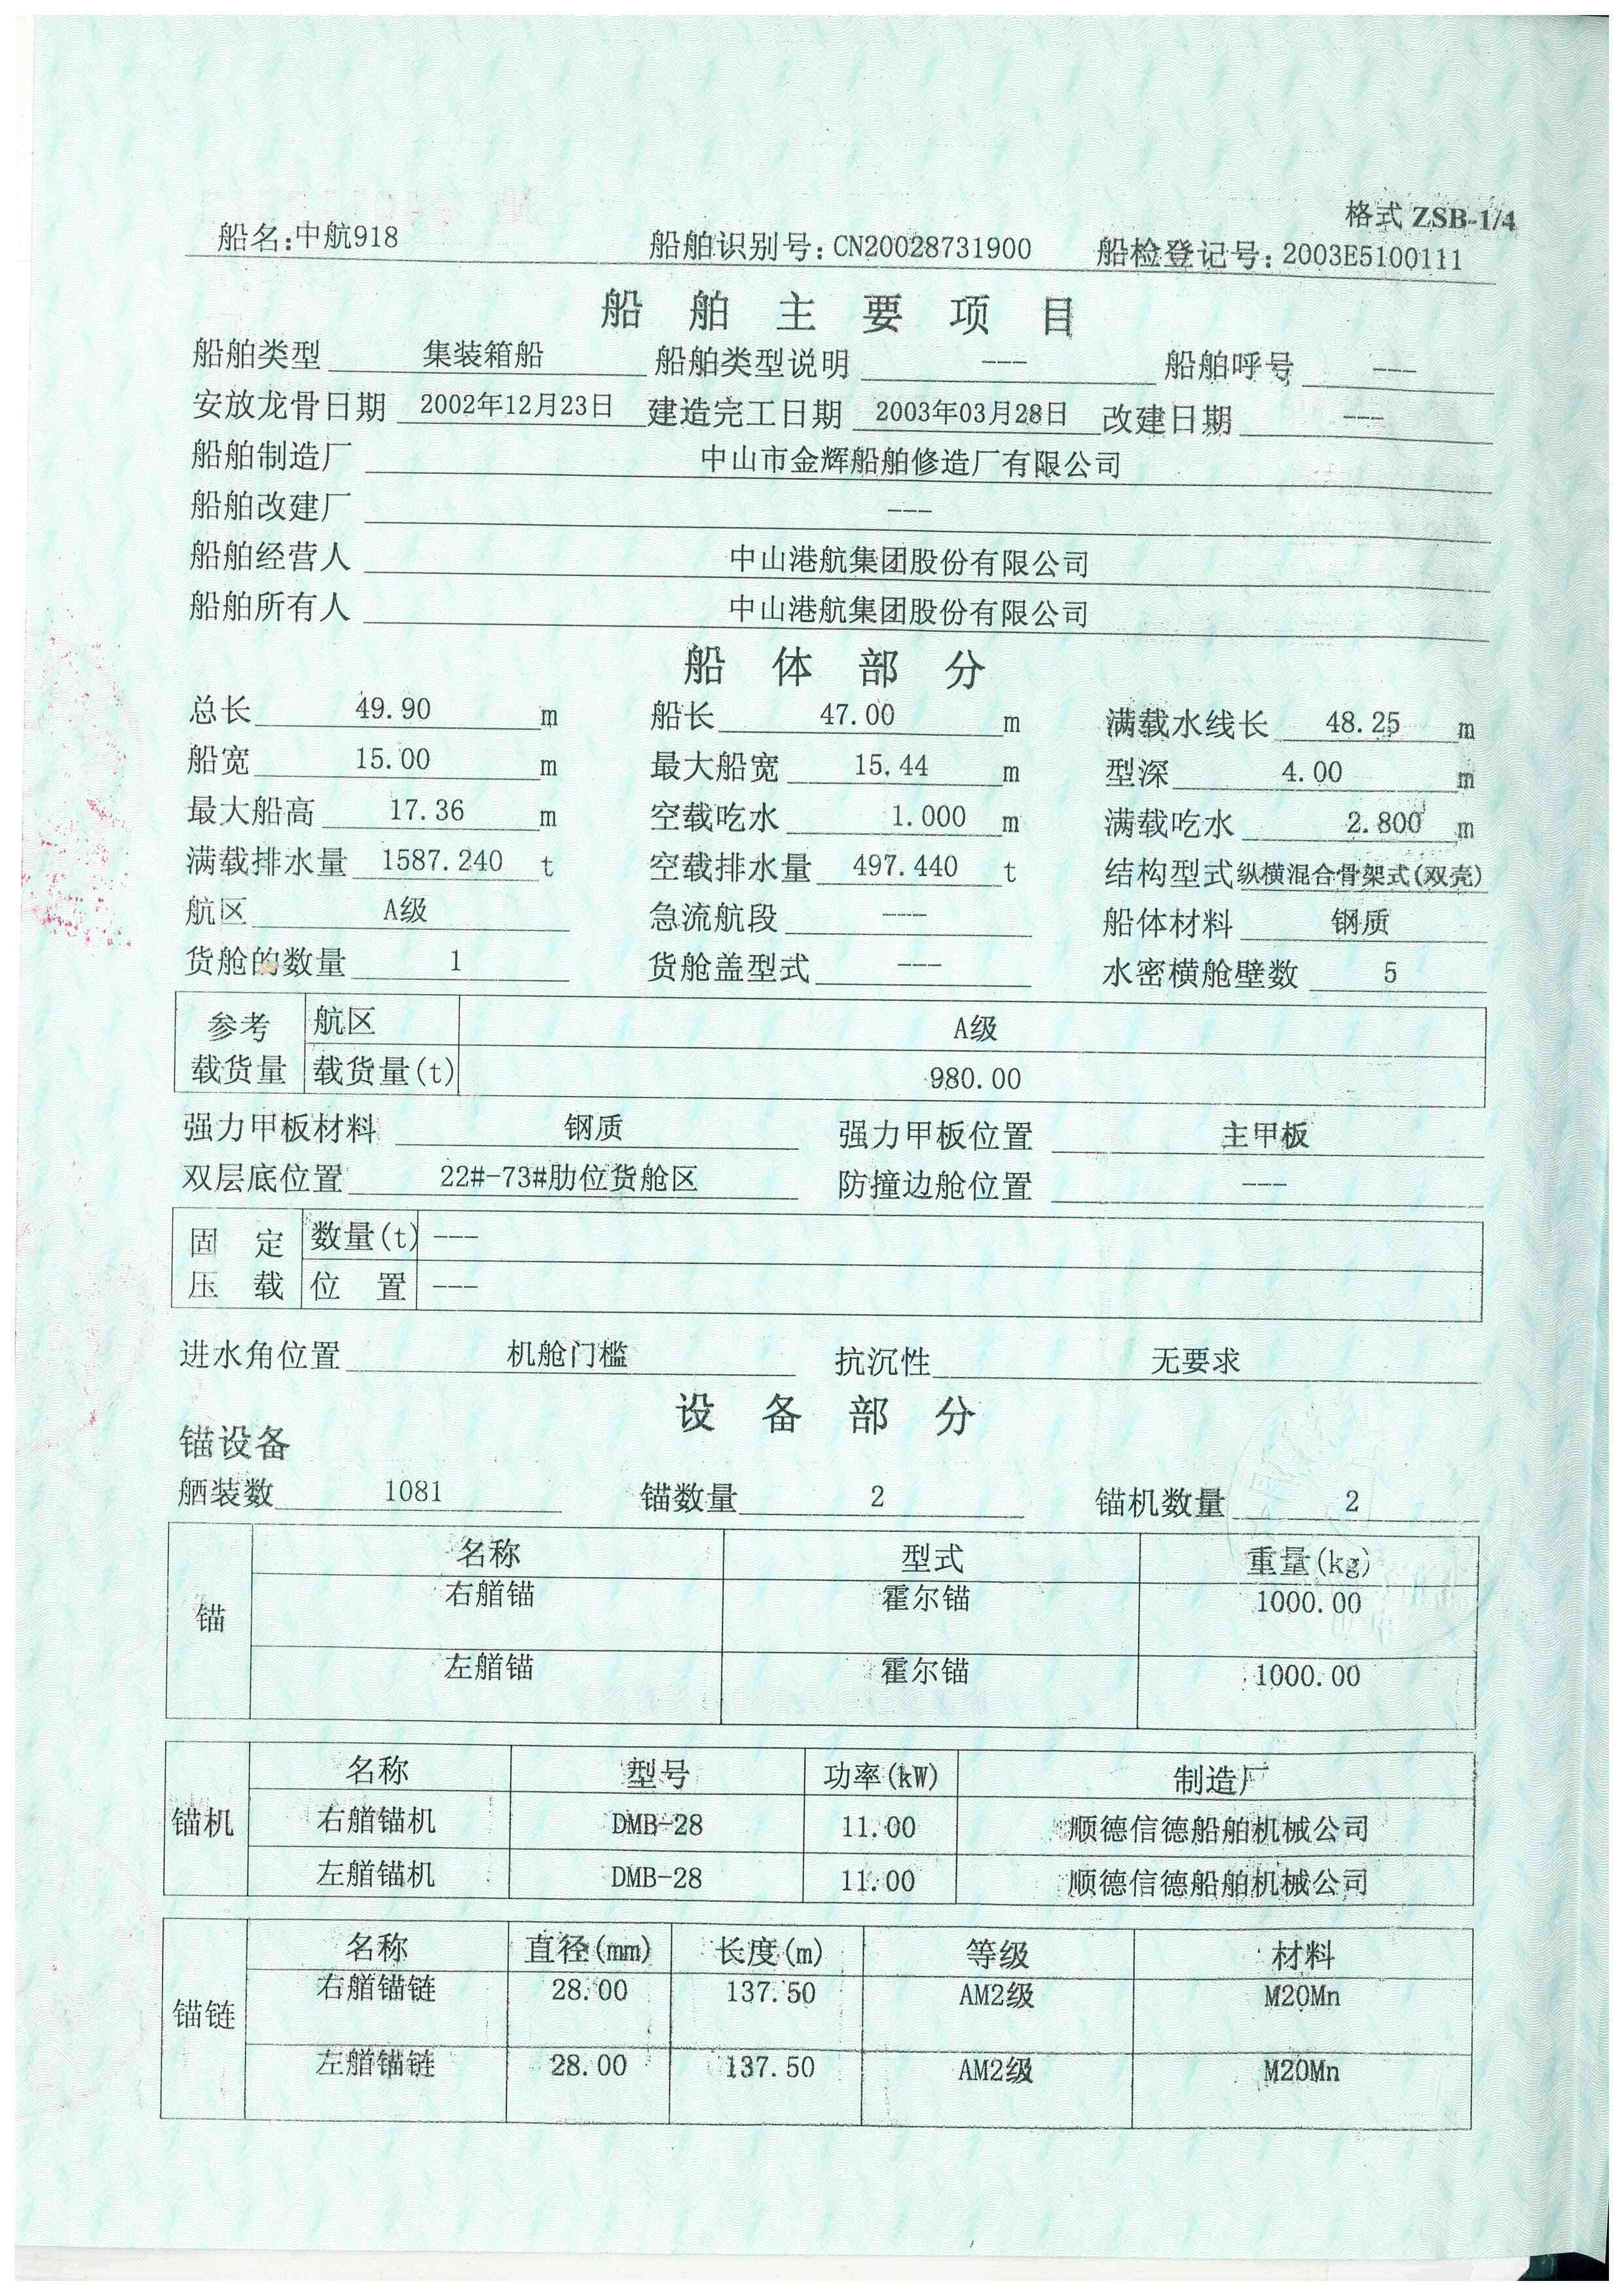 格式 ZSB-1/4
船名:中航918 船舶识别号:CN20028731900 船检登记号:2003E5100111
船舶主要项目
船舶类型 集装箱船 船舶类型说明 --- 船舶呼号 ---
安放龙骨日期 2002年12月23日 建造完工日期 2003年03月28日 改建日期 ---
船舶制造厂 中山市金辉船舶修造厂有限公司
船舶改建厂 ---
船舶经营人 中山港航集团股份有限公司
船舶所有人 中山港航集团股份有限公司
船体部分
总长 49.90 m 船长 47.00 m 满载水线长 48.25 m
船宽 15.00 m 最大船宽 15.44 m 型深 4.00 m
最大船高 17.36 m 空载吃水 1.000 m 满载吃水 2.800 m
满载排水量 1587.240 t 空载排水量 497.440 t 结构型式 纵横混合骨架式(双壳)
航区 A级 急流航段 --- 船体材料 钢质
货舱的数量 1 货舱盖型式 --- 水密横舱壁数 5
参考载货量 航区 A级
载货量(t) 980.00
强力甲板材料 钢质 强力甲板位置 主甲板
双层底位置 22#-73#肋位货舱区 防撞边舱位置 ---
固定压载 数量(t) ---
位置 ---
进水角位置 机舱门槛 抗沉性 无要求
设备部分
锚设备
舾装数 1081 锚数量 2 锚机数量 2
锚 名称 型式 重量(kg)
右艏锚 霍尔锚 1000.00
左艏锚 霍尔锚 1000.00
锚机 名称 型号 功率(kW) 制造厂
右艏锚机 DMB-28 11.00 顺德信德船舶机械公司
左艏锚机 DMB-28 11.00 顺德信德船舶机械公司
锚链 名称 直径(mm) 长度(m) 等级 材料
右艏锚链 28.00 137.50 AM2级 M20Mn
左艏锚链 28.00 137.50 AM2级 M20Mn